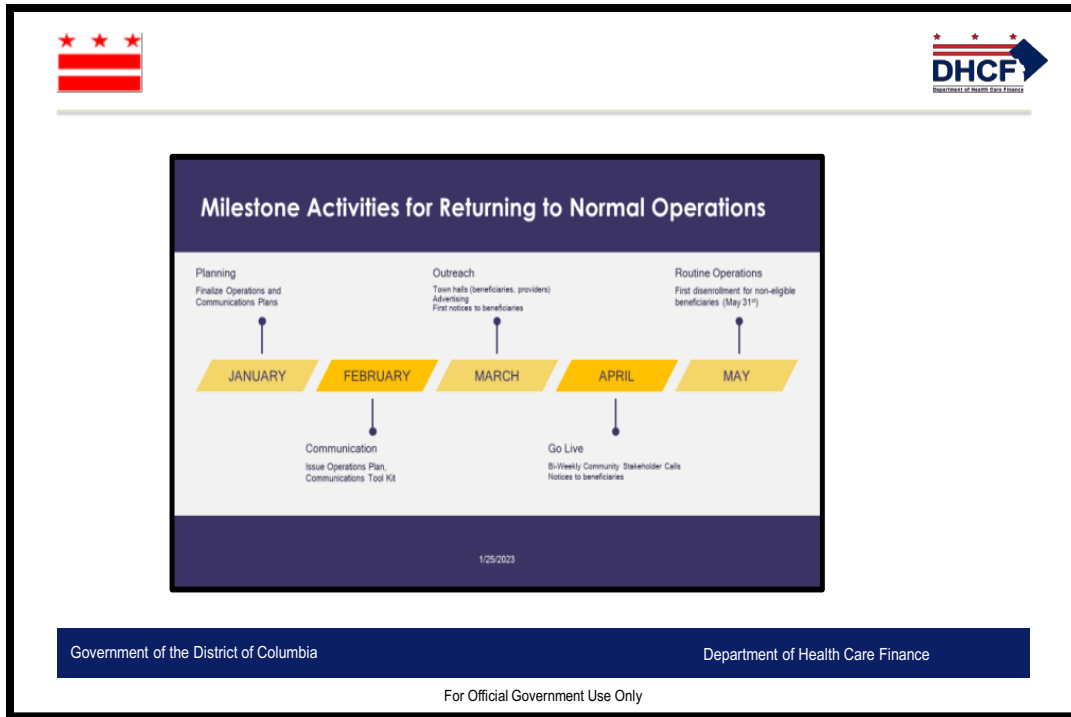 DHCF
Department of Health Care Finance
Milestone Activities for Returning to Normal Operations
Planning
Finalize Operations and
Communications Plans
Outreach
Town halls (beneficiaries, providers)
Advertising
First notices to beneficiaries
Routine Operations
First disenrollment for non-eligible
beneficiaries (May 31st)
JANUARY
FEBRUARY
MARCH
APRIL
MAY
Communication
Issue Operations Plan,
Communications Tool Kit
Go Live
Bi-Weekly Community Stakeholder Calls
Notices to beneficiaries
1/25/2023
Government of the District of Columbia
Department of Health Care Finance
For Official Government Use Only